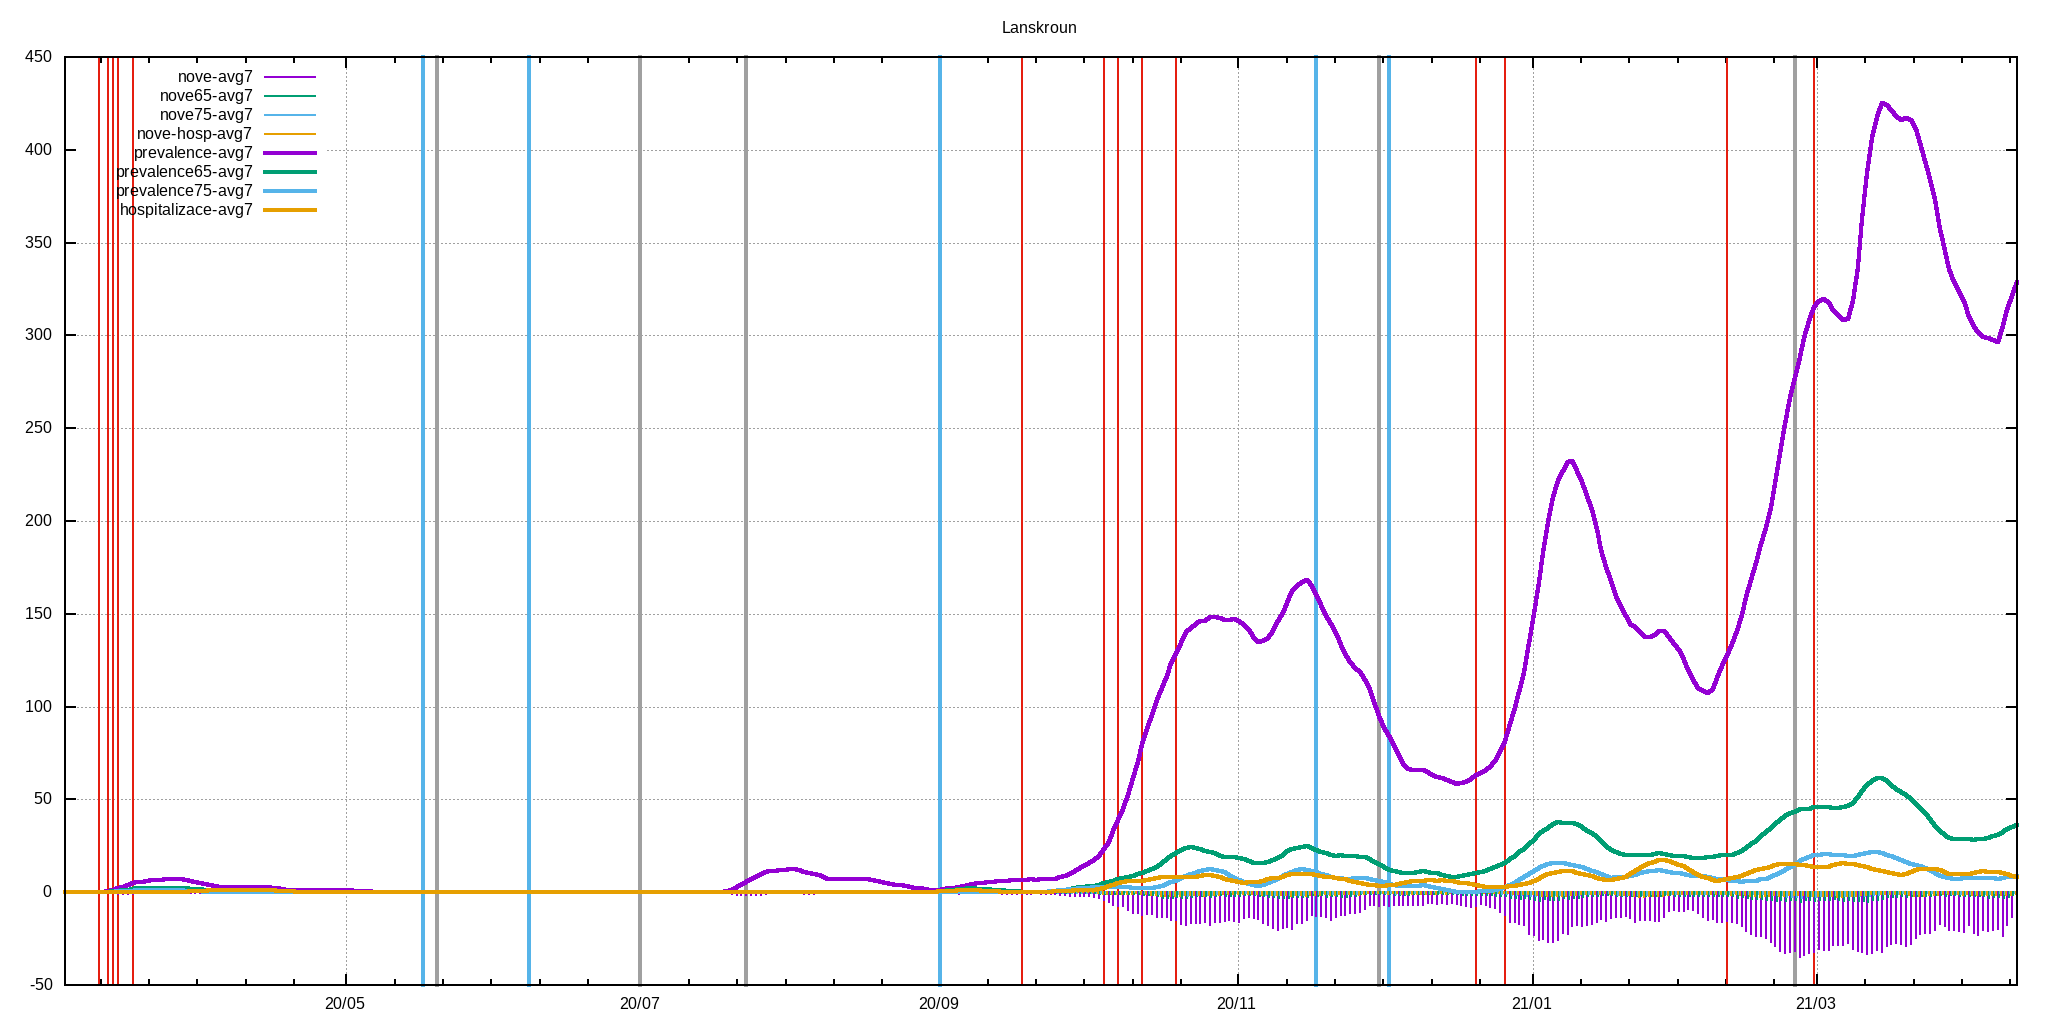 Lanskroun
450
400
350
300
250
200
150
100
50
0
-50
nove-avg7
nove65-avg7
nove75-avg7
nove-hosp-avg7
prevalence-avg7
prevalence65-avg7
prevalence75-avg7
hospitalizace-avg7
20/05 20/07 20/09 20/11 21/01 21/03